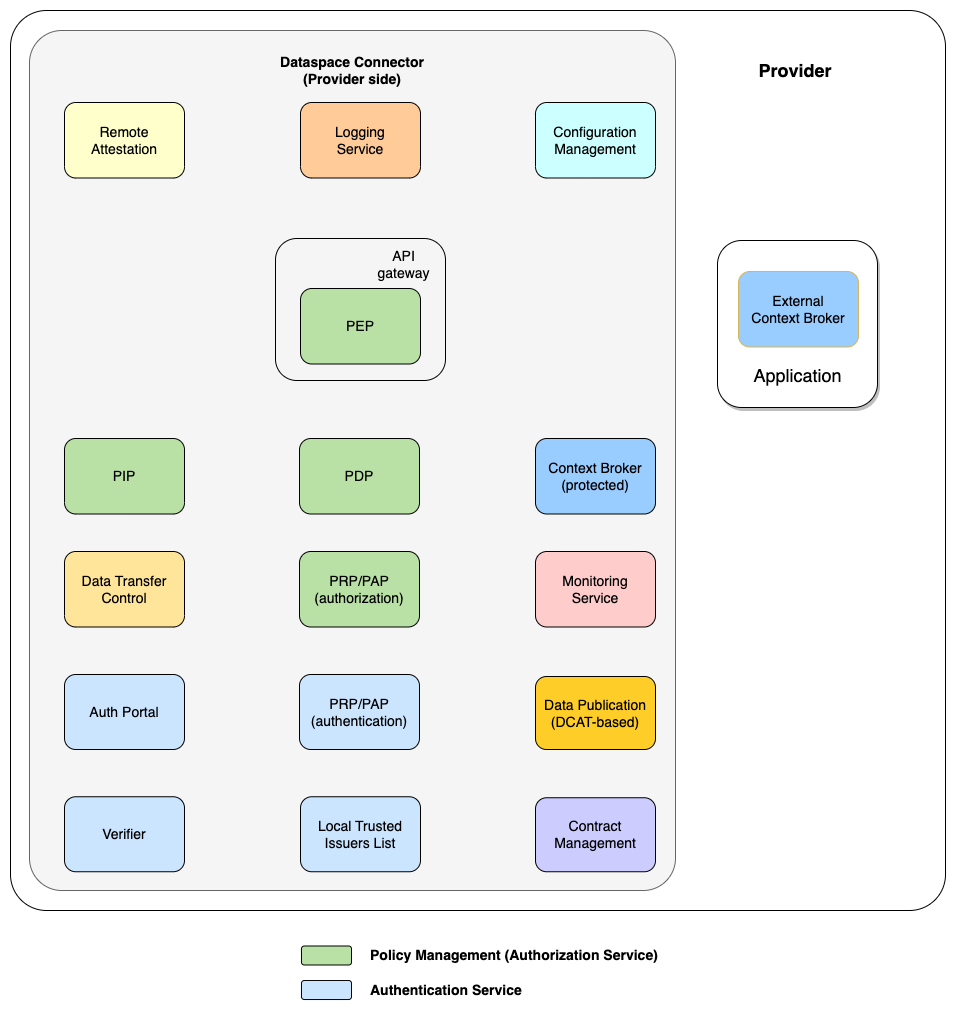 Dataspace Connector
(Provider side)
Provider
Remote
Attestation
Logging
Service
Configuration
Management
API
gateway
PEP
External
Context Broker
Application
PIP
PDP
Context Broker
(protected)
Data Transfer
Control
PRP/PAP
(authorization)
Monitoring
Service
Auth Portal
PRP/PAP
(authentication)
Data Publication
(DCAT-based)
Verifier
Local Trusted
Issuers List
Contract
Management
Policy Management (Authorization Service)
Authentication Service